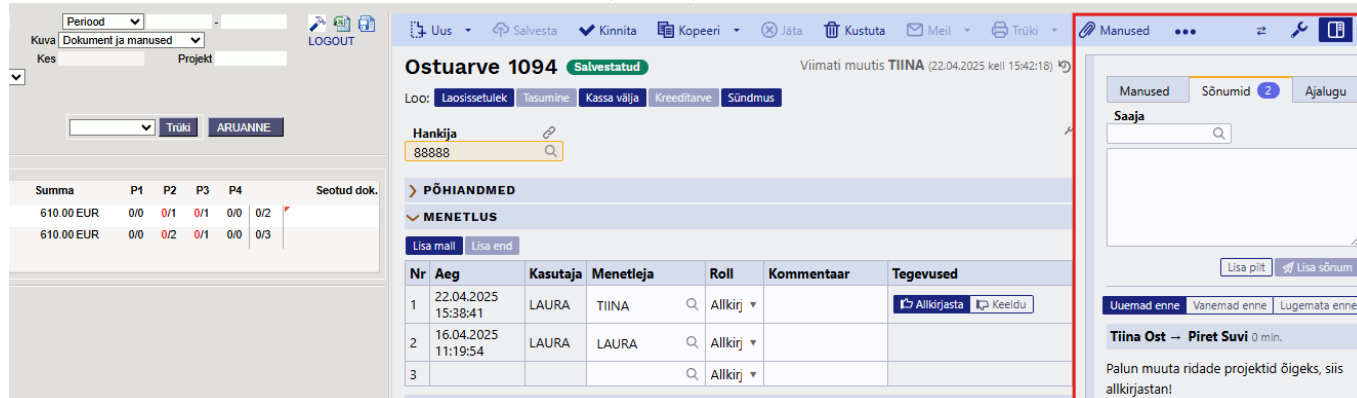 Periood -
Kuva Dokument ja manused
LOGOUT
Kes Projekt
Trüki ARUANNE
Summa P1 P2 P3 P4 Seotud dok.
610.00 EUR 0/0 0/1 0/1 0/0 0/2
610.00 EUR 0/0 0/2 0/1 0/0 0/3
Uus Salvesta Kinnita Kopeeri Jäta Kustuta Meil Trüki
Ostuarve 1094 Salvestatud Viimati muutis TIINA (22.04.2025 kell 15:42:18)
Loo: Laosissetulek Tasumine Kassa välja Kreeditarve Sündmus
Hankija
88888
PÕHIANDMED
MENETLUS
Lisa mall Lisa end
Nr Aeg Kasutaja Menetleja Roll Kommentaar Tegevused
1 22.04.2025 15:38:41 LAURA TIINA Allkirj Allkirjasta Keeldu
2 16.04.2025 11:19:54 LAURA LAURA Allkirj
3 Allkirj
Manused •••
Manused Sõnumid 2 Ajalugu
Saaja
Lisa pilt Lisa sõnum
Uuemad enne Vanemad enne Lugemata enne
Tiina Ost → Piret Suvi 0 min.
Palun muuta ridade projektid õigeks, siis
allkirjastan!